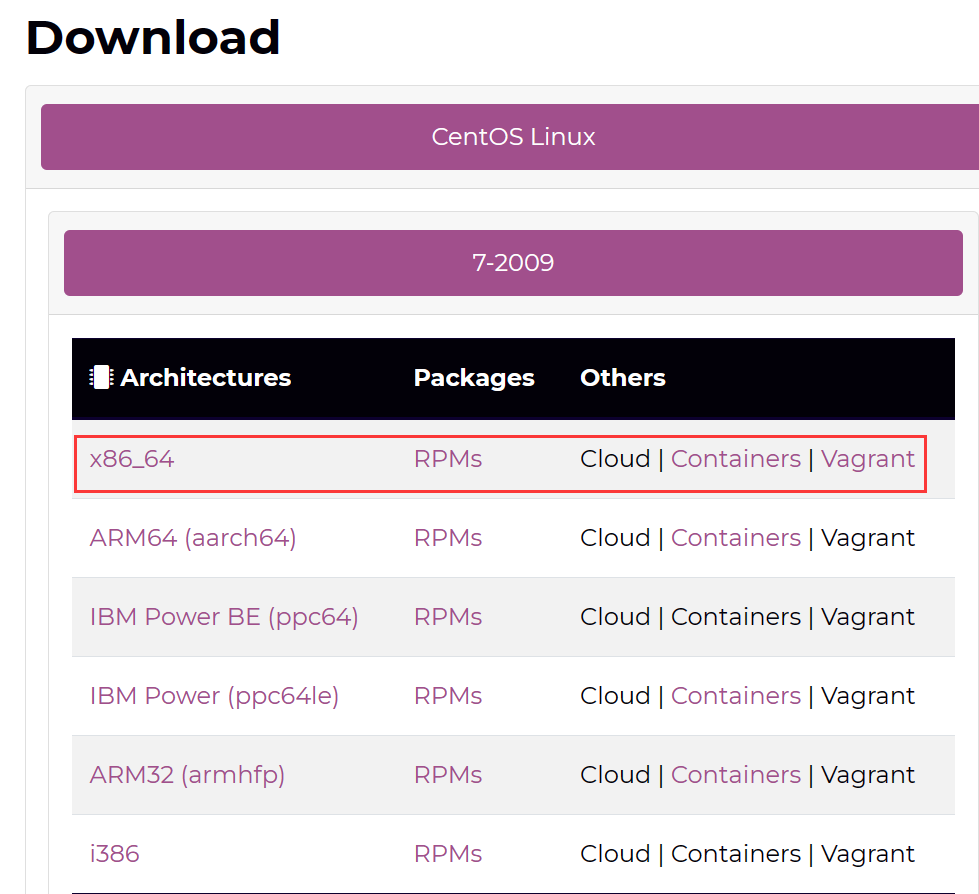 Download
CentOS Linux
7-2009
Architectures Packages Others
x86_64 RPMs Cloud | Containers | Vagrant
ARM64 (aarch64) RPMs Cloud | Containers | Vagrant
IBM Power BE (ppc64) RPMs Cloud | Containers | Vagrant
IBM Power (ppc64le) RPMs Cloud | Containers | Vagrant
ARM32 (armhfp) RPMs Cloud | Containers | Vagrant
i386 RPMs Cloud | Containers | Vagrant